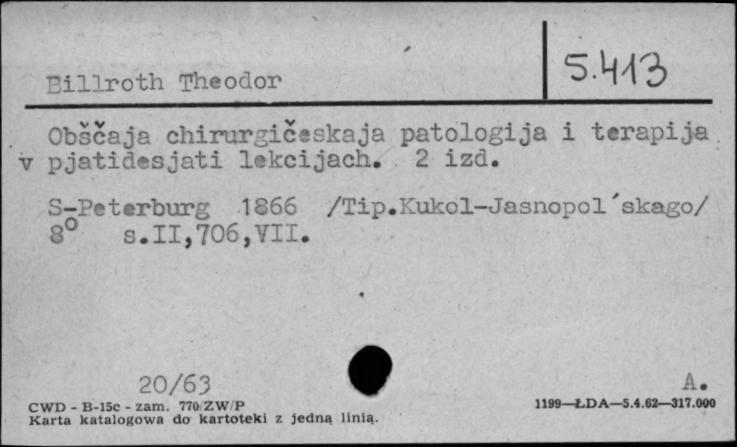 Billroth Theodor
5.413
Obščaja chirurgičeskaja patologija i terapija
v pjatidesjati lekcijach. 2 izd.
S-Peterburg 1866 /Tip.Kukol-Jasnopol´skago/
8° s.II,706,VII.
20/63
A.
CWD - B-15c - zam. 770/ZW/P
1199—ŁDA—5.4.62—317.000
Karta katalogowa do kartoteki z jedną linią.